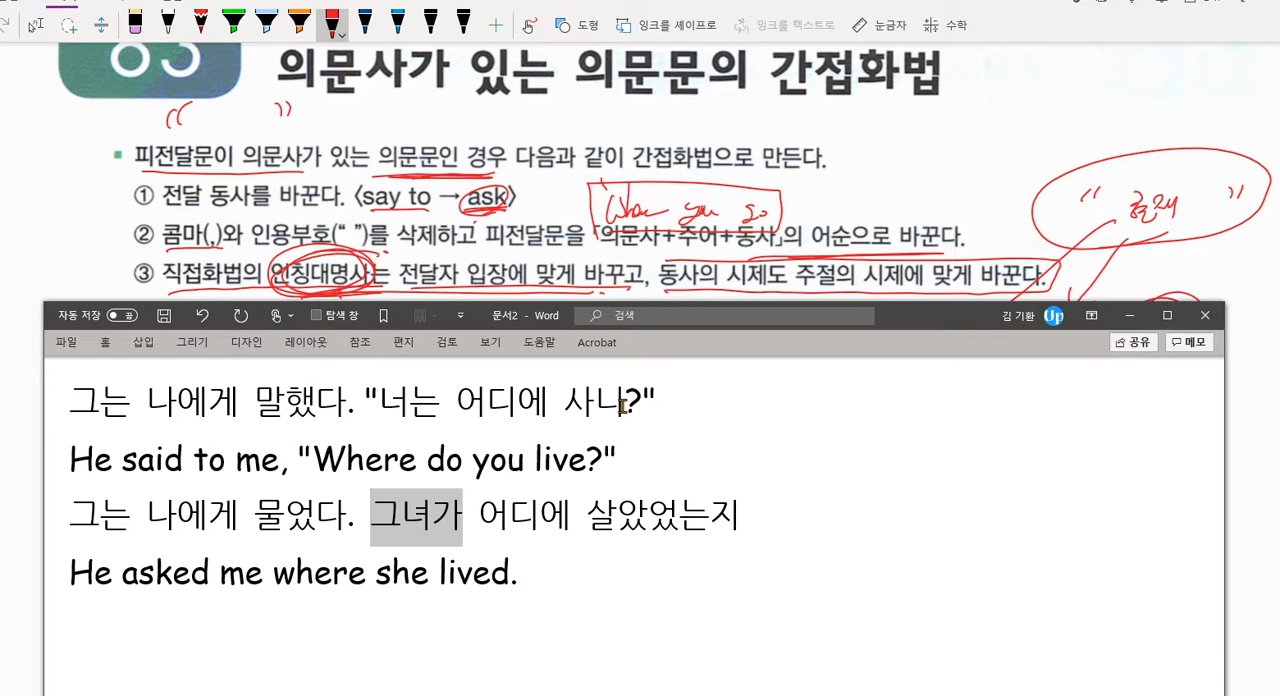 도형 잉크를 셰이프로 잉크를 텍스트로 눈금자 수학
83 의문사가 있는 의문문의 간접화법
" "
피전달문이 의문사가 있는 의문문인 경우 다음과 같이 간접화법으로 만든다.
① 전달 동사를 바꾼다. 〈say to → ask〉
you go
② 콤마(,)와 인용부호(“ ”)를 삭제하고 피전달문을 「의문사+주어+동사」의 어순으로 바꾼다.
③ 직접화법의 인칭대명사는 전달자 입장에 맞게 바꾸고, 동사의 시제도 주절의 시제에 맞게 바꾼다.
자동 저장 끔 탐색 창 문서2 - Word 검색 김 기환 Up
파일 홈 삽입 그리기 디자인 레이아웃 참조 편지 검토 보기 도움말 Acrobat 공유 메모
그는 나에게 말했다. "너는 어디에 사니?"
He said to me, "Where do you live?"
그는 나에게 물었다. 그녀가 어디에 살았었는지
He asked me where she lived.